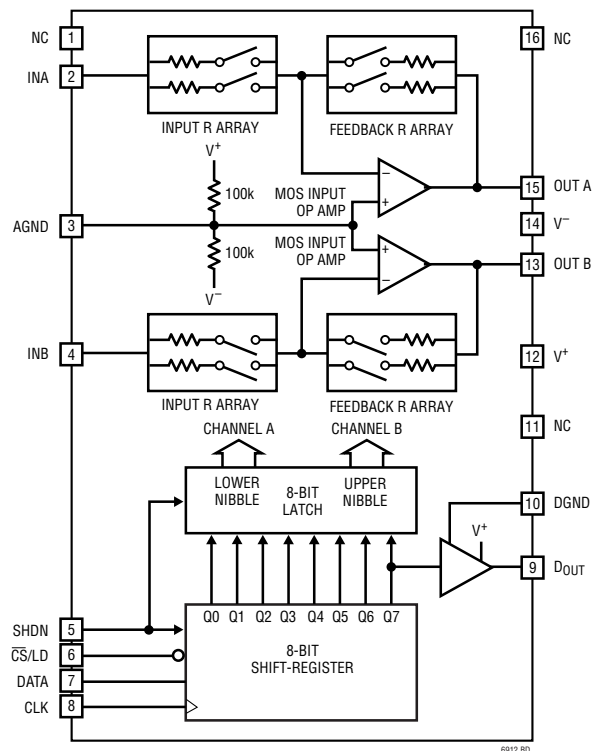 NC 1
16 NC
INA 2
INPUT R ARRAY
FEEDBACK R ARRAY
V+
100k
MOS INPUT
OP AMP
−
+
15 OUT A
AGND 3
14 V−
MOS INPUT
OP AMP
+
−
13 OUT B
100k
V−
INB 4
12 V+
INPUT R ARRAY
FEEDBACK R ARRAY
CHANNEL A
CHANNEL B
11 NC
LOWER
NIBBLE
8-BIT
LATCH
UPPER
NIBBLE
10 DGND
V+
9 DOUT
Q0 Q1 Q2 Q3 Q4 Q5 Q6 Q7
SHDN 5
8-BIT
SHIFT-REGISTER
C̅S̅/LD 6
DATA 7
CLK 8
6912 BD